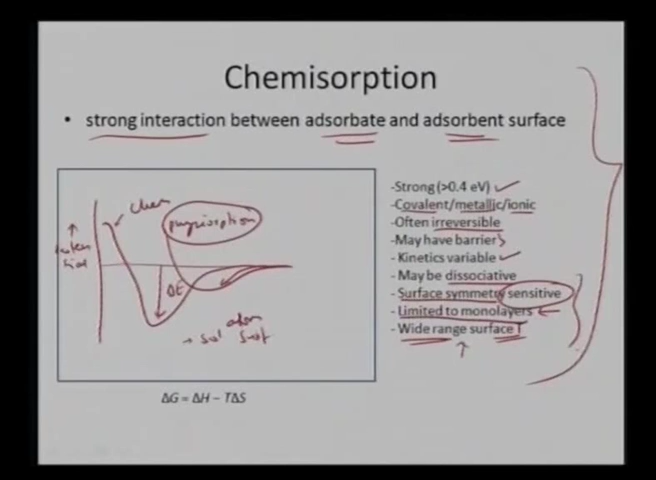 Chemisorption
• strong interaction between adsorbate and adsorbent surface
-Strong (>0.4 eV)
-Covalent/metallic/ionic
-Often irreversible
-May have barrier
- Kinetics variable
- May be dissociative
- Surface symmetry sensitive
- Limited to monolayers
- Wide range surface T
chem
physisorption
ΔE
ΔG = ΔH – TΔS